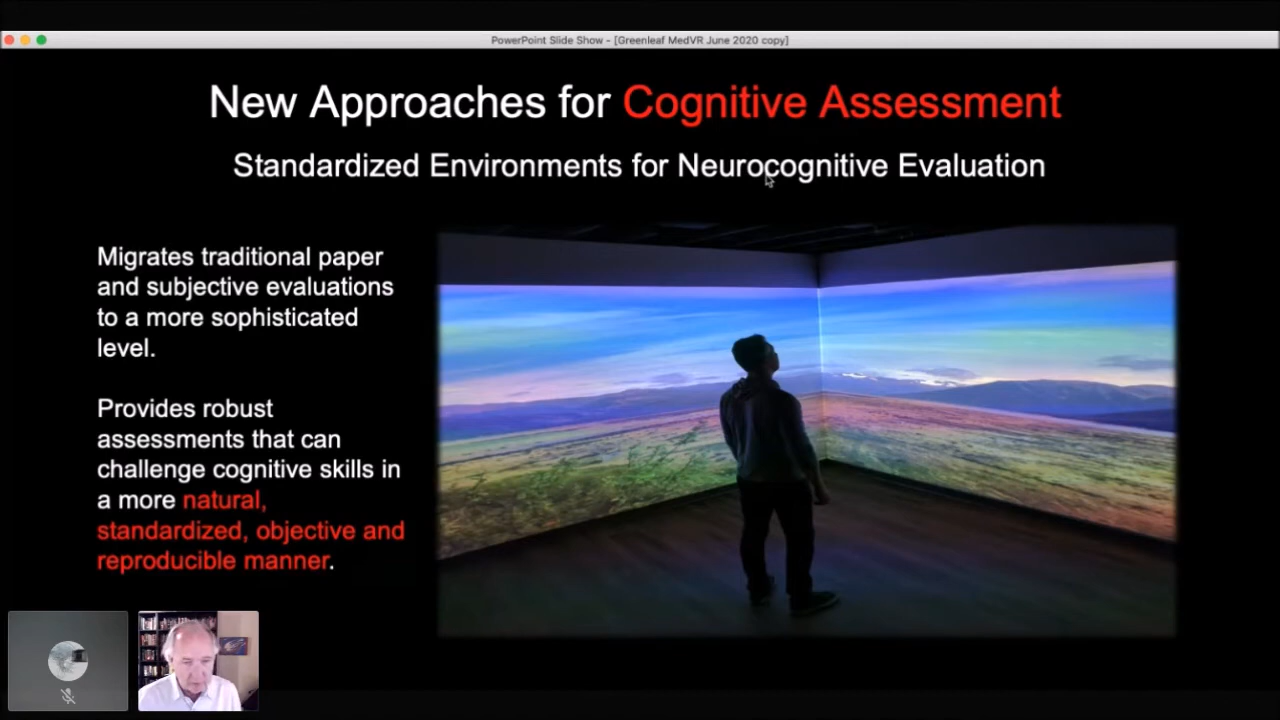 PowerPoint Slide Show - [Greenleaf MedVR June 2020 copy]
New Approaches for Cognitive Assessment
Standardized Environments for Neurocognitive Evaluation
Migrates traditional paper
and subjective evaluations
to a more sophisticated
level.
Provides robust
assessments that can
challenge cognitive skills in
a more natural,
standardized, objective and
reproducible manner.